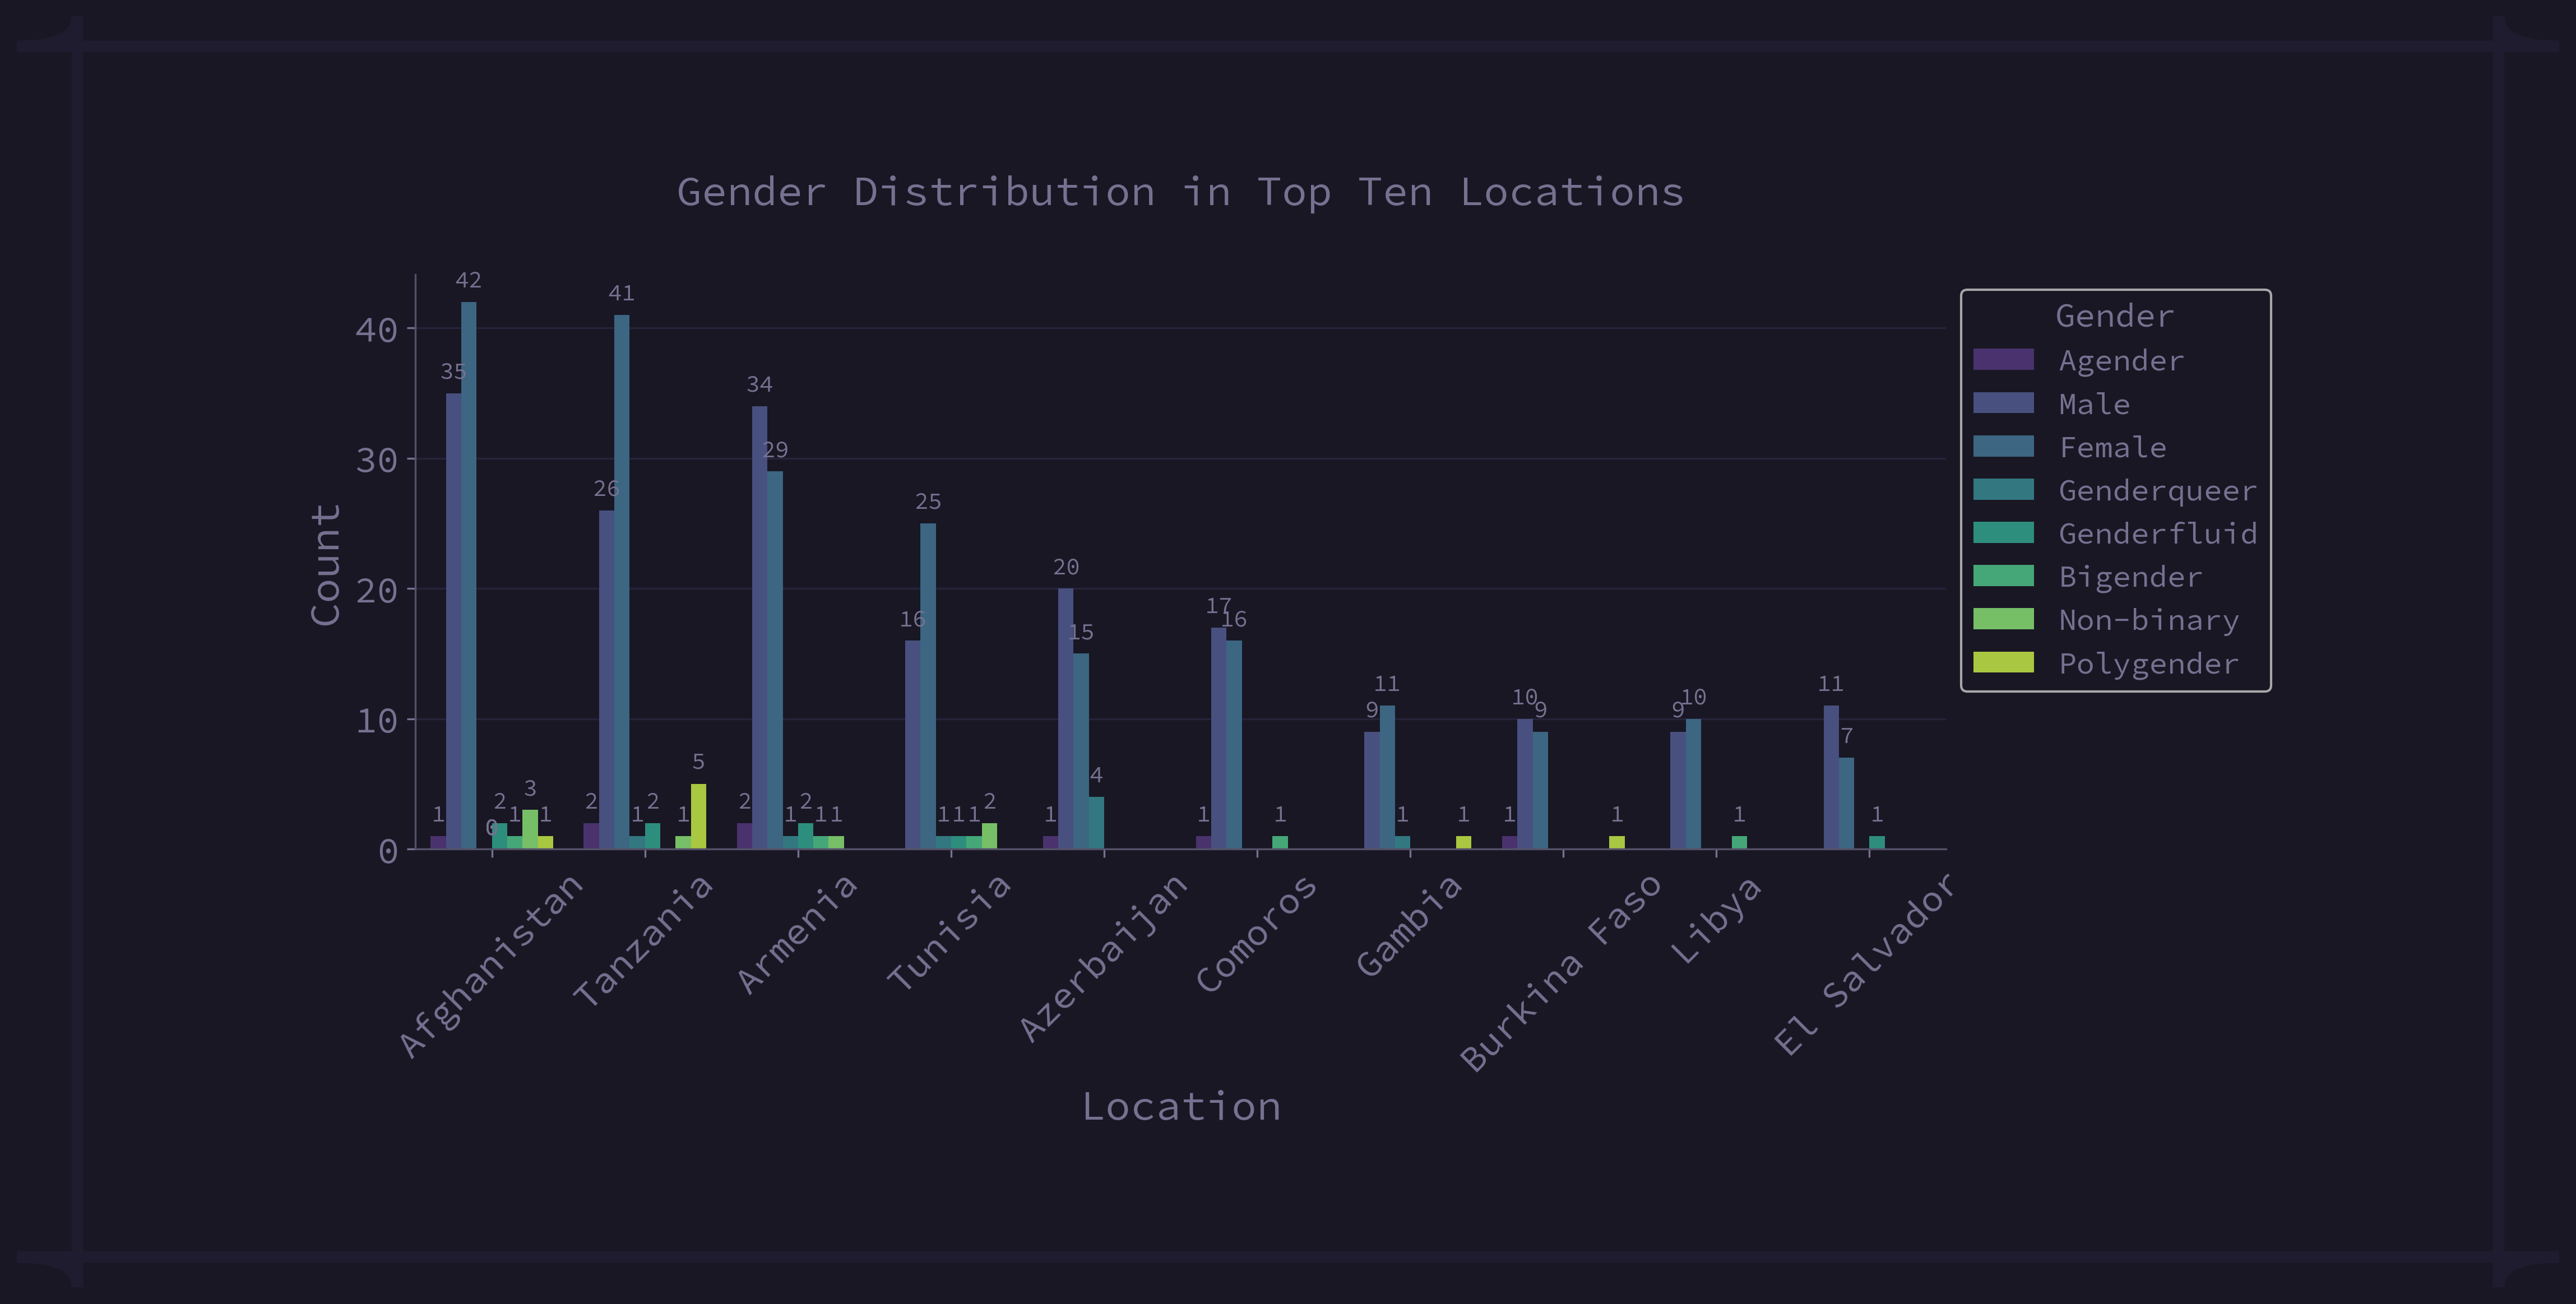 Gender Distribution in Top Ten Locations
Count
40
30
20
10
0
1
35
42
0
2
1
3
1
2
26
41
1
2
1
5
2
34
29
1
2
1
1
16
25
1
1
1
2
1
20
15
4
1
17
16
1
9
11
1
1
1
10
9
1
9
10
1
11
7
1
Afghanistan
Tanzania
Armenia
Tunisia
Azerbaijan
Comoros
Gambia
Burkina Faso
Libya
El Salvador
Location
Gender
Agender
Male
Female
Genderqueer
Genderfluid
Bigender
Non-binary
Polygender